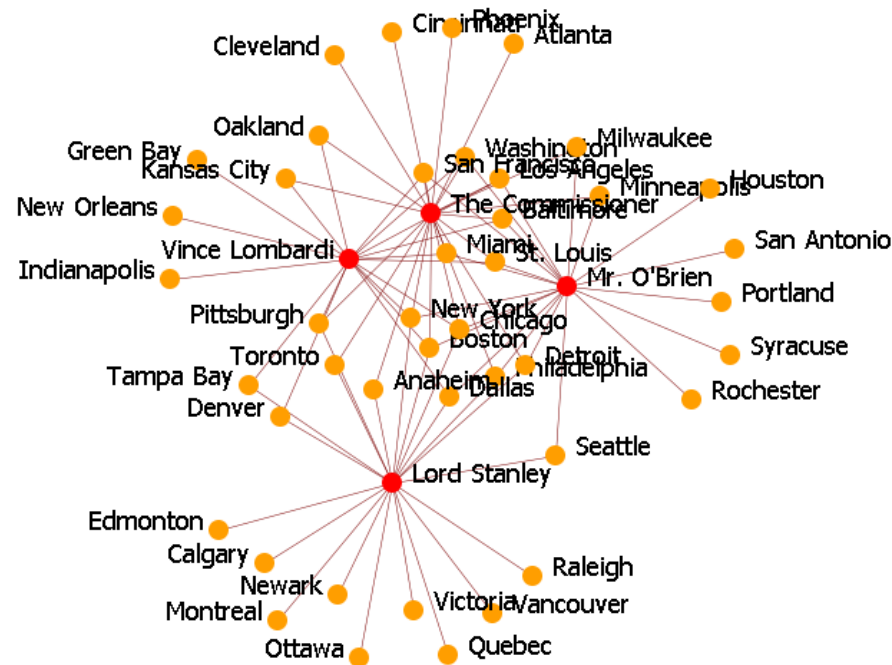 Cincinnati
Phoenix
Atlanta
Cleveland
Oakland
Washington
Milwaukee
Green Bay
Kansas City
San Francisco
Los Angeles
Minneapolis
Houston
New Orleans
The Commissioner
Baltimore
Vince Lombardi
Miami
St. Louis
San Antonio
Indianapolis
Mr. O'Brien
Portland
Pittsburgh
New York
Chicago
Boston
Syracuse
Toronto
Detroit
Philadelphia
Tampa Bay
Anaheim
Dallas
Rochester
Denver
Seattle
Lord Stanley
Edmonton
Calgary
Raleigh
Newark
Victoria
Vancouver
Montreal
Ottawa
Quebec